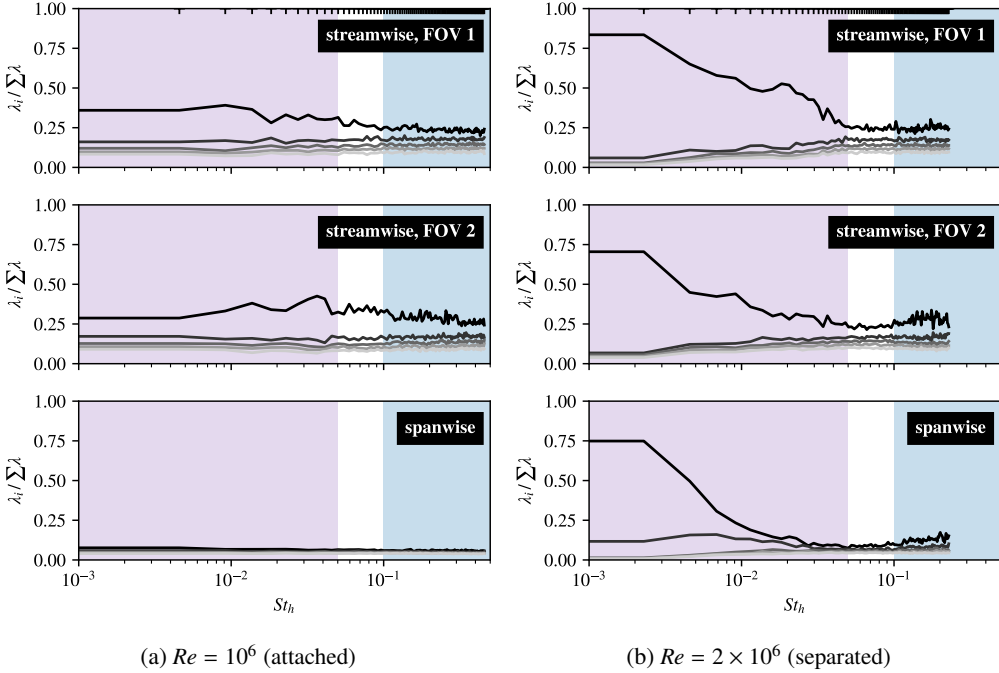 1.00
0.75
0.50
0.25
0.00
λᵢ / ∑λ
streamwise, FOV 1
1.00
0.75
0.50
0.25
0.00
λᵢ / ∑λ
streamwise, FOV 1
1.00
0.75
0.50
0.25
0.00
λᵢ / ∑λ
streamwise, FOV 2
1.00
0.75
0.50
0.25
0.00
λᵢ / ∑λ
streamwise, FOV 2
1.00
0.75
0.50
0.25
0.00
λᵢ / ∑λ
spanwise
10⁻³ 10⁻² 10⁻¹
Stₕ
1.00
0.75
0.50
0.25
0.00
λᵢ / ∑λ
spanwise
10⁻³ 10⁻² 10⁻¹
Stₕ
(a) Re = 10⁶ (attached)
(b) Re = 2 × 10⁶ (separated)